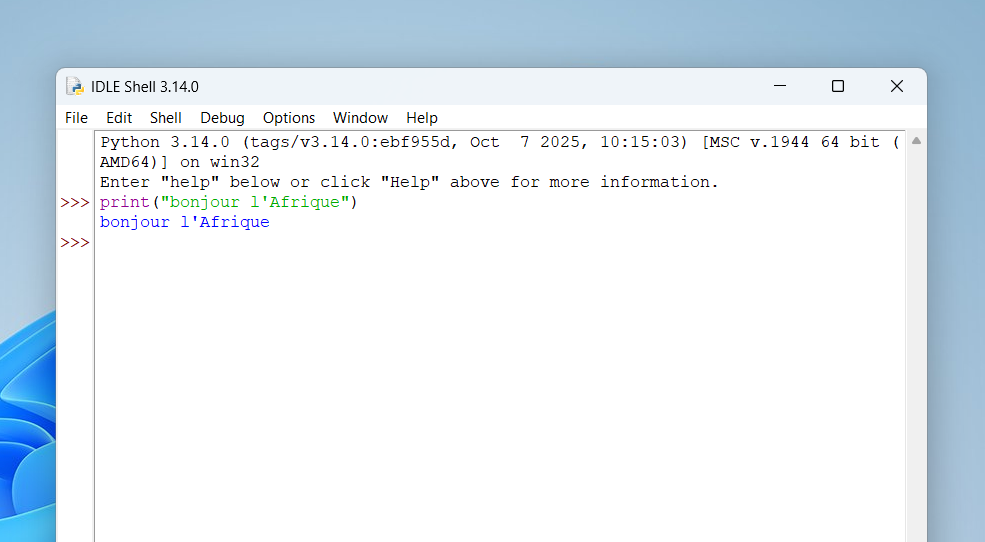 IDLE Shell 3.14.0
File Edit Shell Debug Options Window Help
Python 3.14.0 (tags/v3.14.0:ebf955d, Oct  7 2025, 10:15:03) [MSC v.1944 64 bit (
AMD64)] on win32
Enter "help" below or click "Help" above for more information.
>>> print("bonjour l'Afrique")
bonjour l'Afrique
>>>